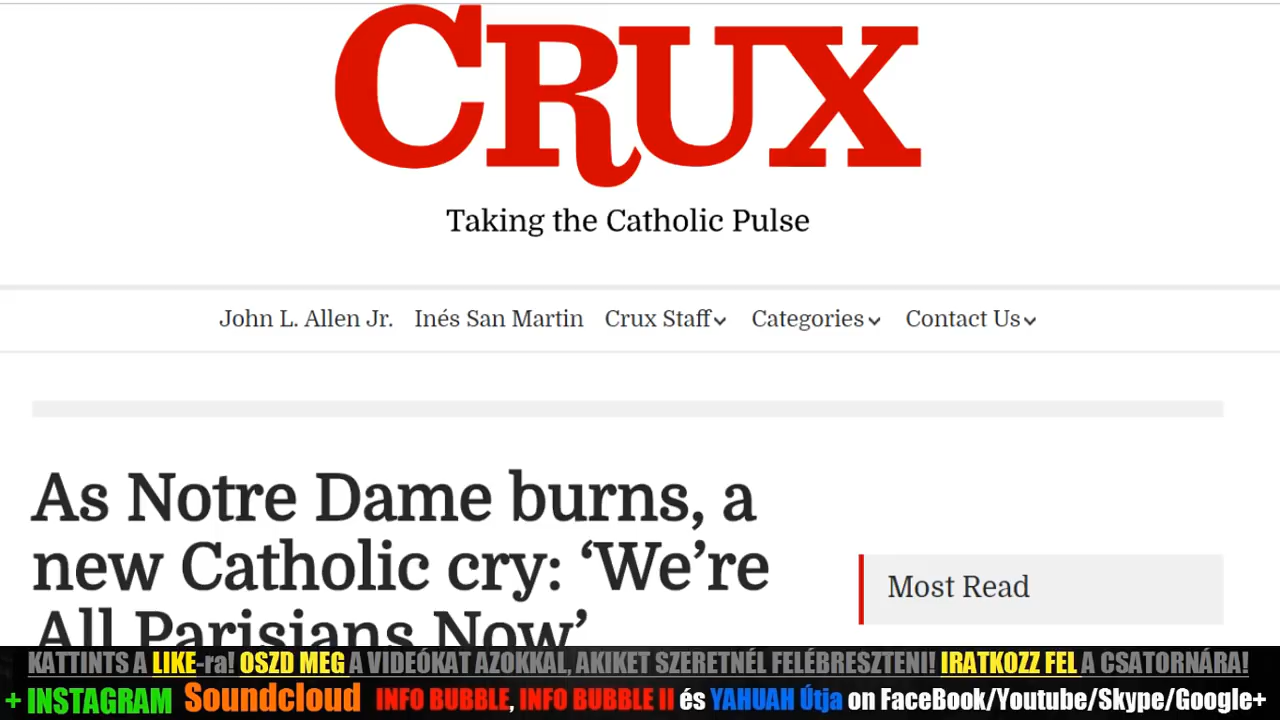 CRUX
Taking the Catholic Pulse
John L. Allen Jr. Inés San Martin Crux Staff Categories Contact Us
As Notre Dame burns, a
new Catholic cry: ‘We’re
All Parisians Now’
Most Read
KATTINTS A LIKE-ra! OSZD MEG A VIDEÓKAT AZOKKAL, AKIKET SZERETNÉL FELÉBRESZTENI! IRATKOZZ FEL A CSATORNÁRA!
+ INSTAGRAM Soundcloud INFO BUBBLE, INFO BUBBLE II és YAHUAH Útja on FaceBook/Youtube/Skype/Google+